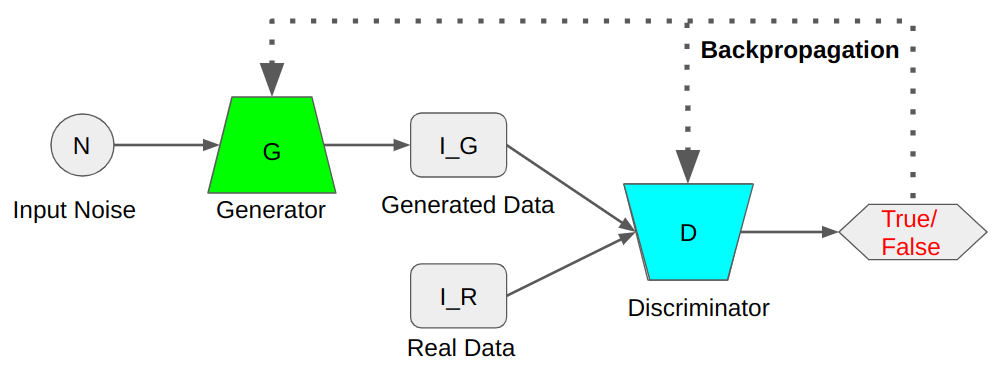 Backpropagation
N
Input Noise
G
Generator
I_G
Generated Data
I_R
Real Data
D
Discriminator
True/
False